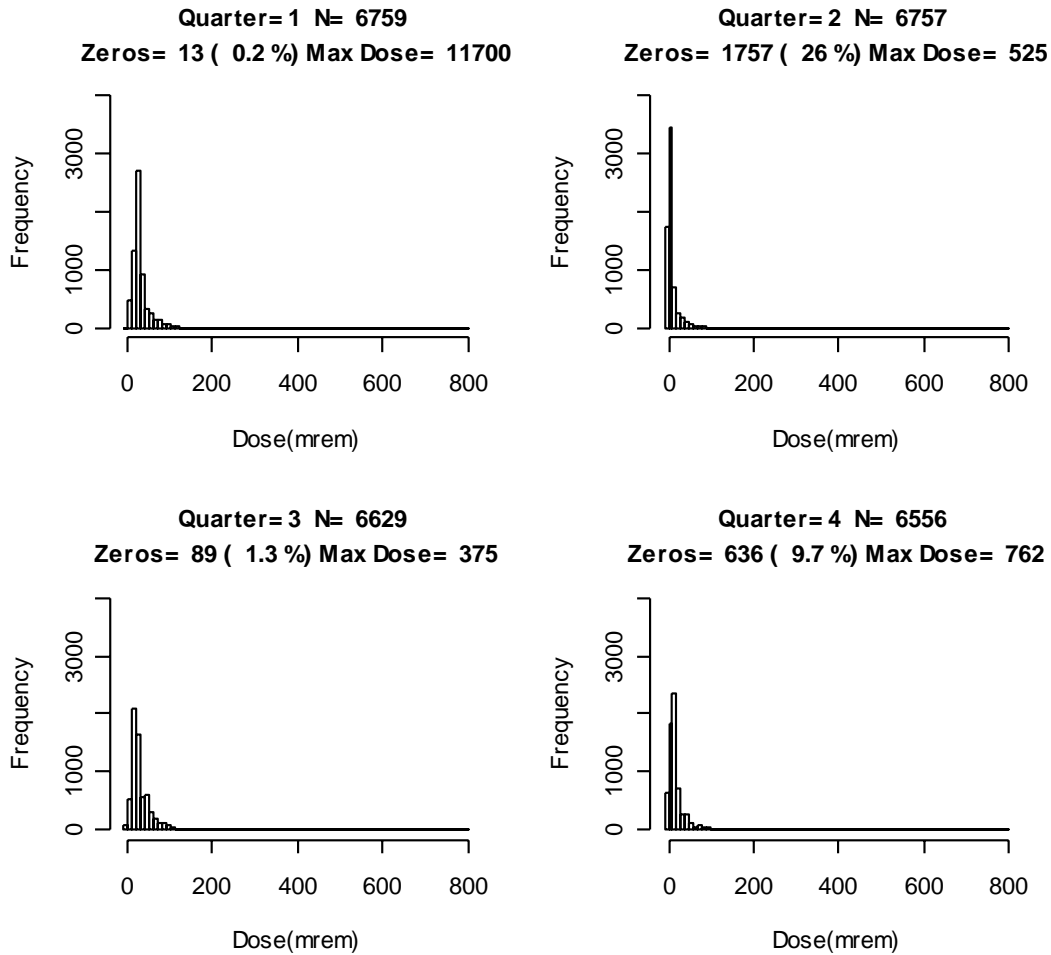 Quarter= 1 N= 6759
Zeros= 13 ( 0.2 %) Max Dose= 11700
Frequency
3000
1000
0
0 200 400 600 800
Dose(mrem)
Quarter= 2 N= 6757
Zeros= 1757 ( 26 %) Max Dose= 525
Frequency
3000
1000
0
0 200 400 600 800
Dose(mrem)
Quarter= 3 N= 6629
Zeros= 89 ( 1.3 %) Max Dose= 375
Frequency
3000
1000
0
0 200 400 600 800
Dose(mrem)
Quarter= 4 N= 6556
Zeros= 636 ( 9.7 %) Max Dose= 762
Frequency
3000
1000
0
0 200 400 600 800
Dose(mrem)